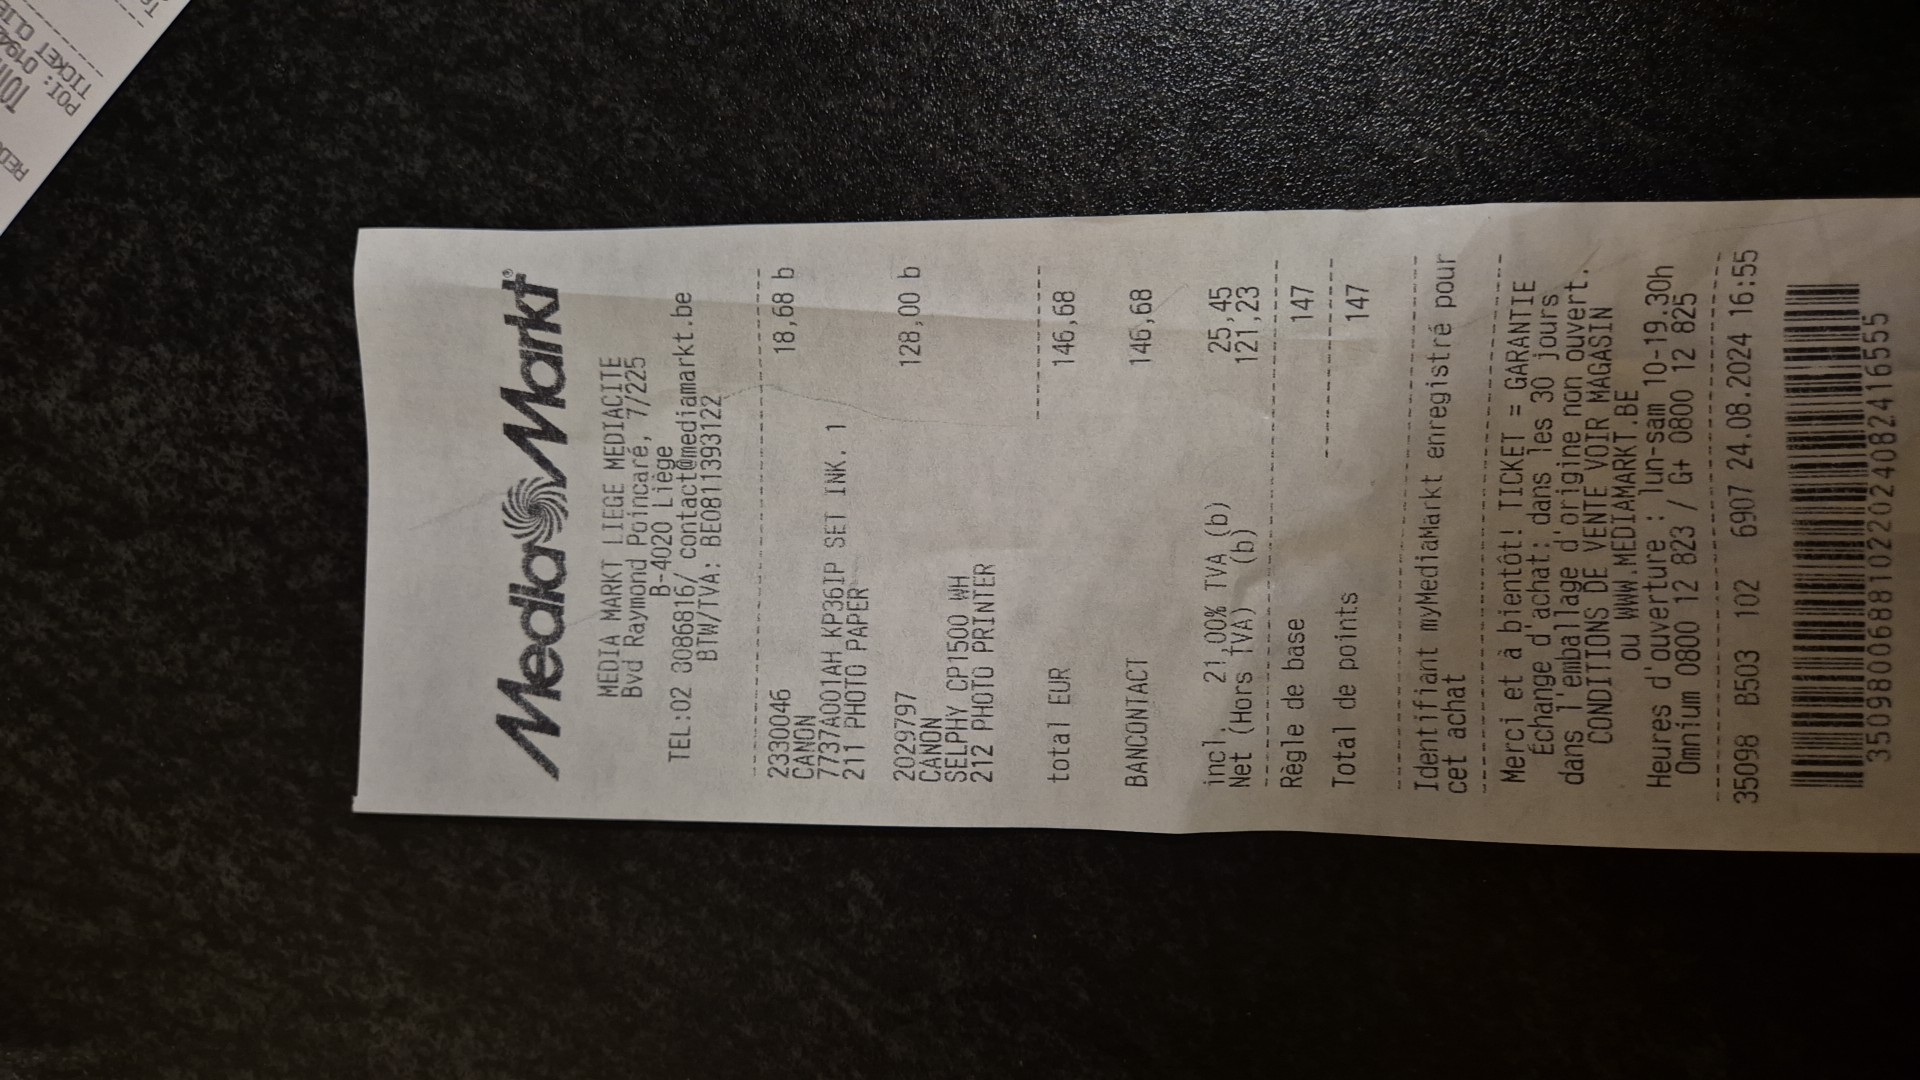 Media Markt®
MEDIA MARKT LIEGE MEDIACITE
Bvd Raymond Poincaré, 7/225
B-4020 Liège
TEL:02 3086816/ contact@mediamarkt.be
BTW/TVA: BE0811393122
2330046 18,68 b
CANON
7737A001AH KP36IP SET INK. 1
211 PHOTO PAPER
2029797 128,00 b
CANON
SELPHY CP1500 WH
212 PHOTO PRINTER
total EUR 146,68
BANCONTACT 146,68
incl. 21,00% TVA (b) 25,45
Net (Hors TVA) (b) 121,23
Règle de base 147
Total de points 147
Identifiant myMediaMarkt enregistré pour
cet achat
Merci et à bientôt! TICKET = GARANTIE
Échange d'achat: dans les 30 jours
dans l'emballage d'origine non ouvert.
CONDITIONS DE VENTE VOIR MAGASIN
ou WWW.MEDIAMARKT.BE
Heures d'ouverture : lun-sam 10-19.30h
Omnium 0800 12 823 / G+ 0800 12 825
35098 B503 102 6907 24.08.2024 16:55
POI:
TICKET